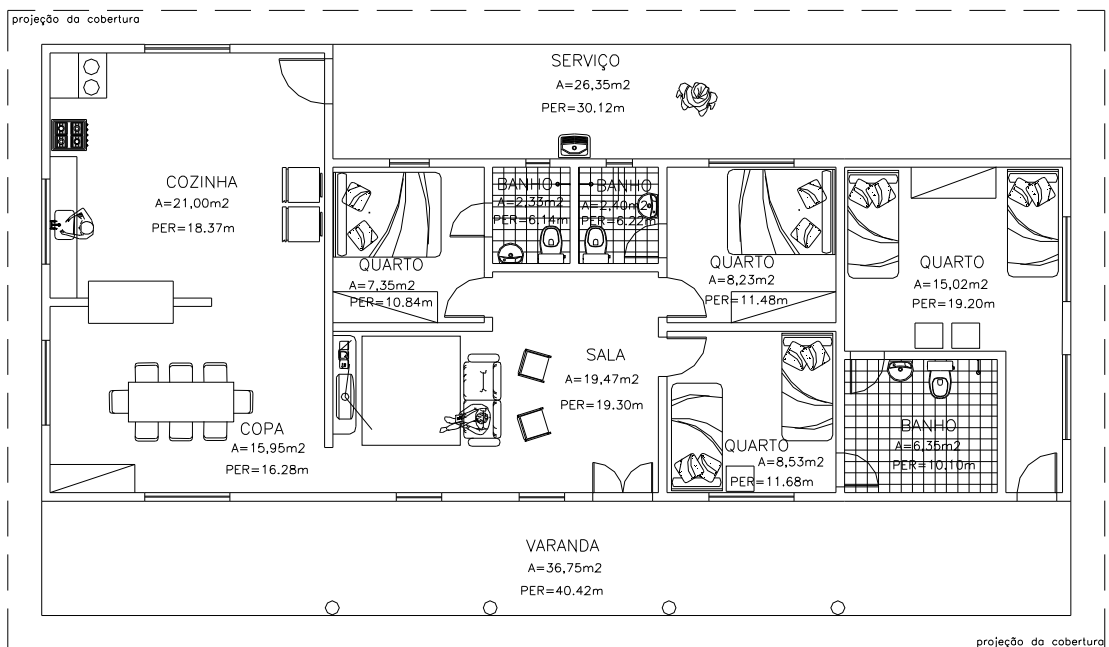 projeção da cobertura
SERVIÇO
A=26,35m2
PER=30.12m
COZINHA
A=21,00m2
PER=18.37m
BANHO
A=2,33m2
PER=6.14m
BANHO
A=2,40m2
PER=6.22m
QUARTO
A=7,35m2
PER=10.84m
QUARTO
A=8,23m2
PER=11.48m
QUARTO
A=15,02m2
PER=19.20m
SALA
A=19,47m2
PER=19.30m
COPA
A=15,95m2
PER=16.28m
QUARTO
A=8,53m2
PER=11.68m
BANHO
A=6,35m2
PER=10.10m
VARANDA
A=36,75m2
PER=40.42m
projeção da cobertura